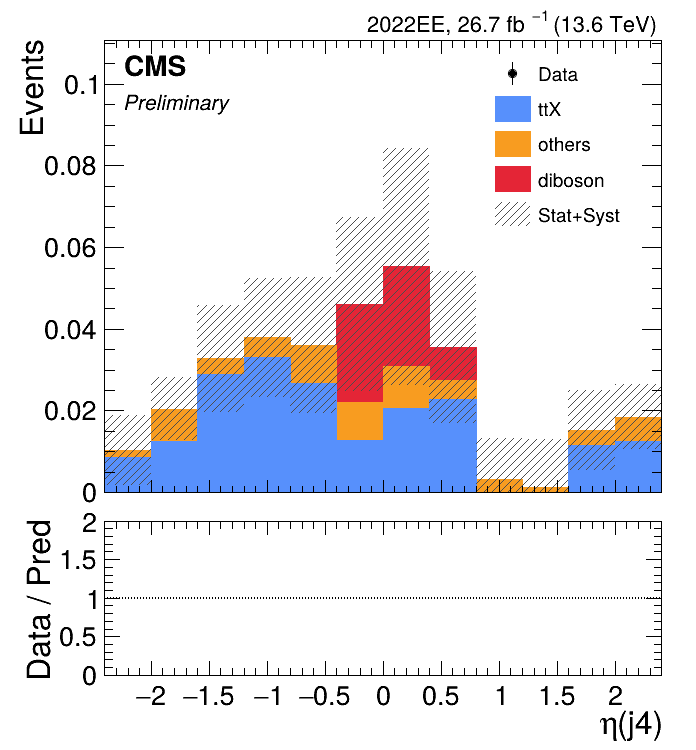 2022EE, 26.7 fb⁻¹ (13.6 TeV)
CMS
Preliminary
Data
ttX
others
diboson
Stat+Syst
Events
0.1
0.08
0.06
0.04
0.02
0
Data / Pred
2
1.5
1
0.5
0
−2 −1.5 −1 −0.5 0 0.5 1 1.5 2
η(j4)